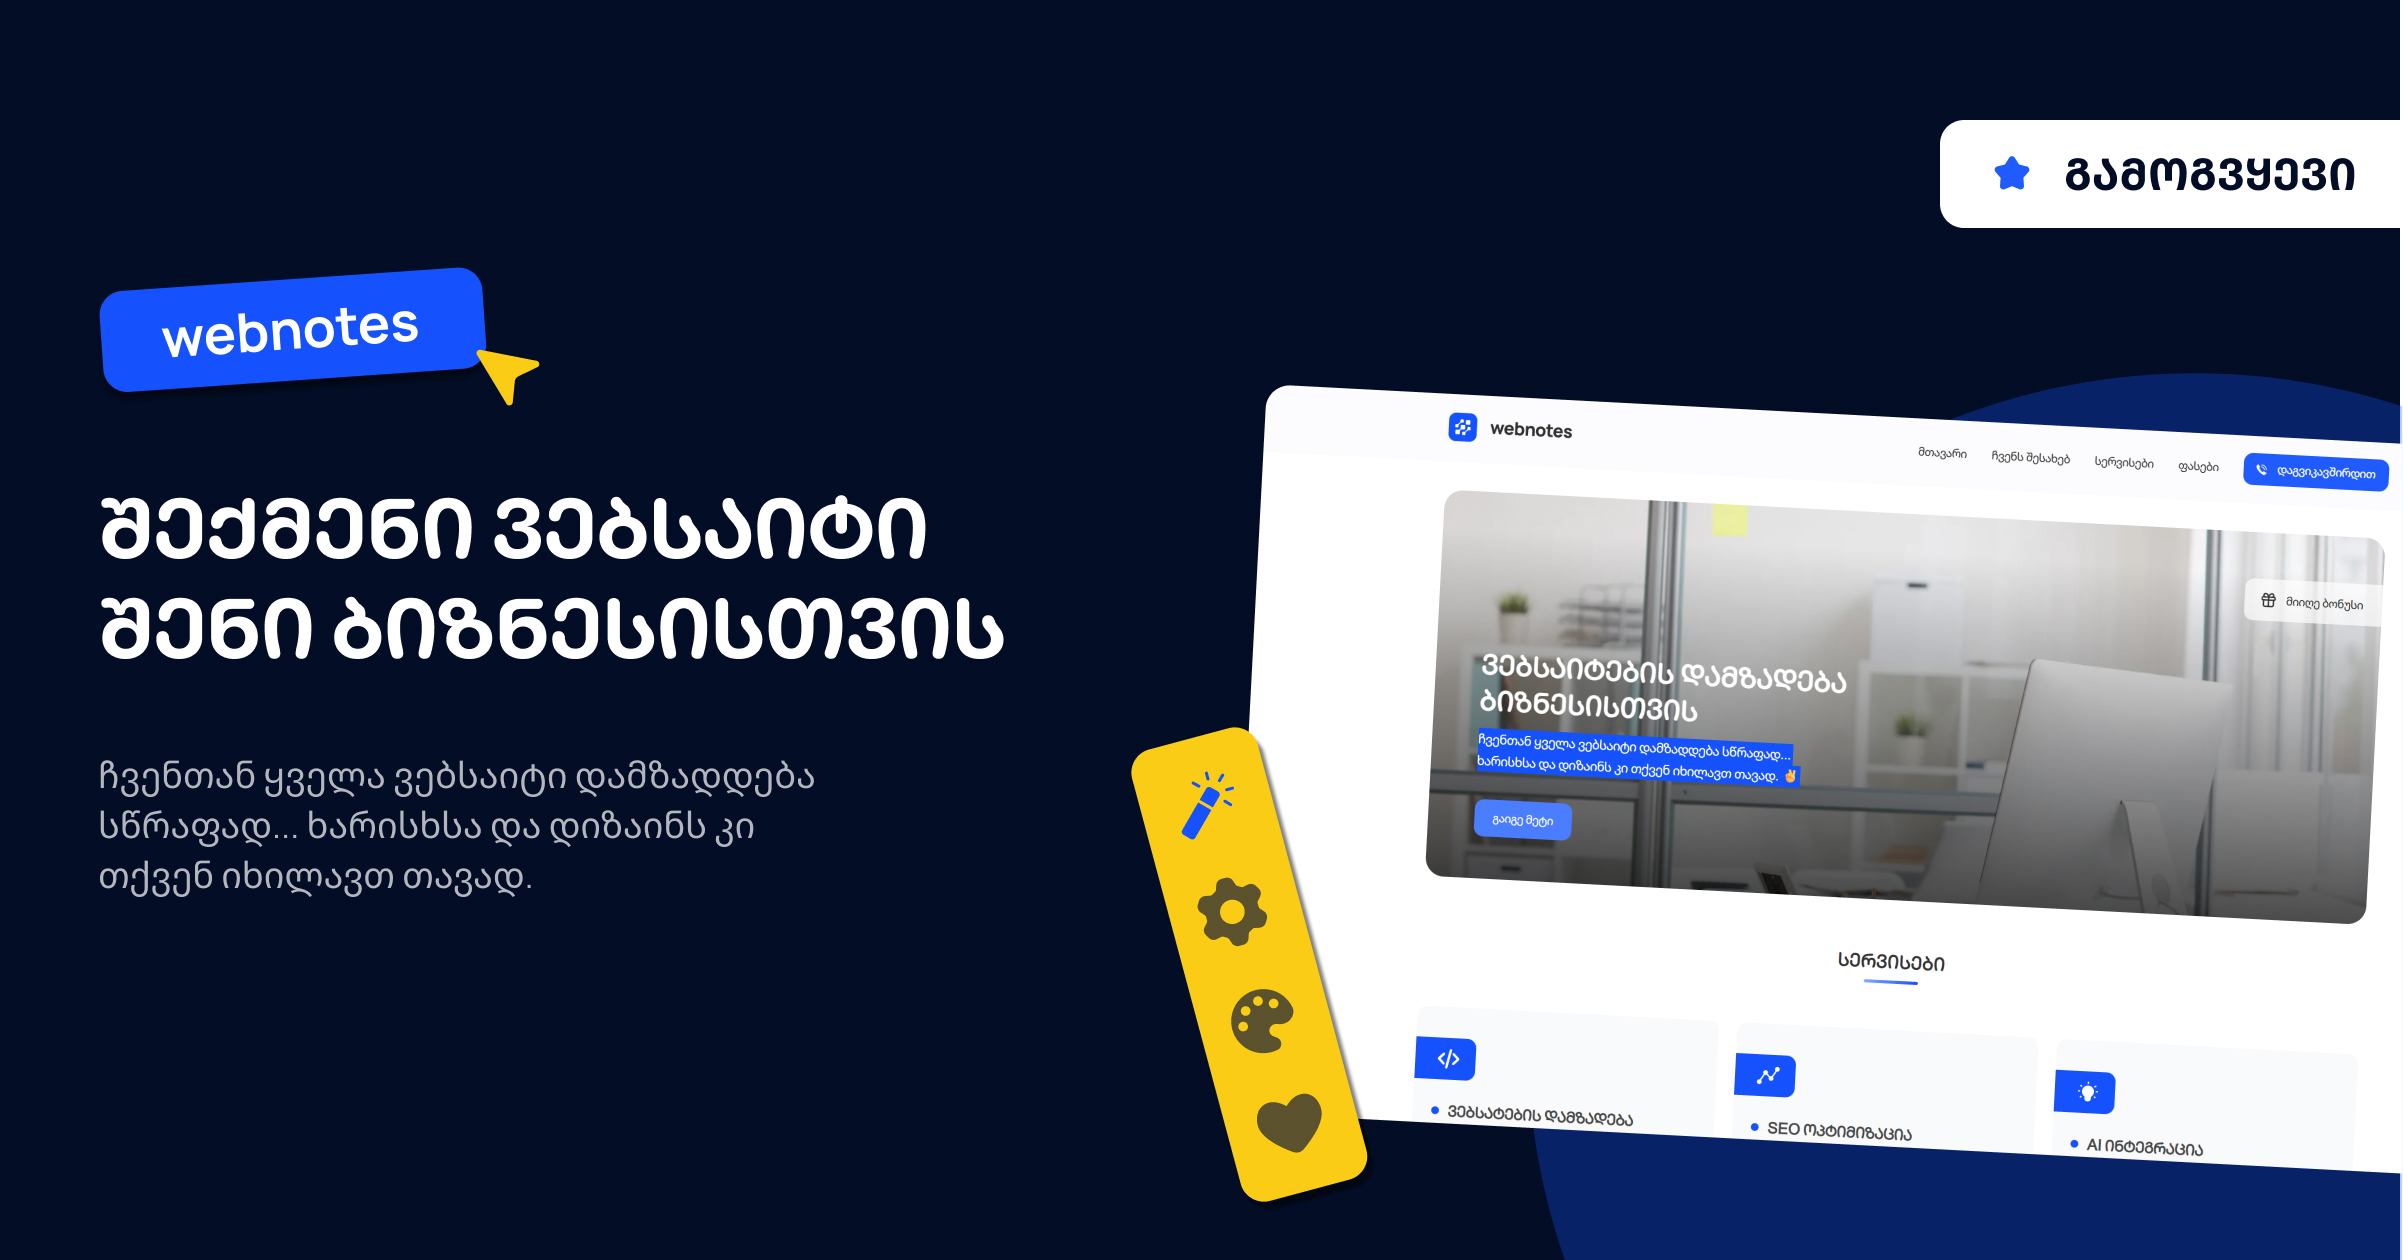 გამოგვყევი
webnotes
შექმენი ვებსაიტი
შენი ბიზნესისთვის
ჩვენთან ყველა ვებსაიტი დამზადდება
სწრაფად... ხარისხსა და დიზაინს კი
თქვენ იხილავთ თავად.
webnotes
მთავარი ჩვენს შესახებ სერვისები ფასები დაგვიკავშირდით
მიიღე ბონუსი
ვებსაიტების დამზადება
ბიზნესისთვის
ჩვენთან ყველა ვებსაიტი დამზადდება სწრაფად...
ხარისხსა და დიზაინს კი თქვენ იხილავთ თავად. ✌️
გაიგე მეტი
სერვისები
ვებსატების დამზადება
SEO ოპტიმიზაცია
AI ინტეგრაცია